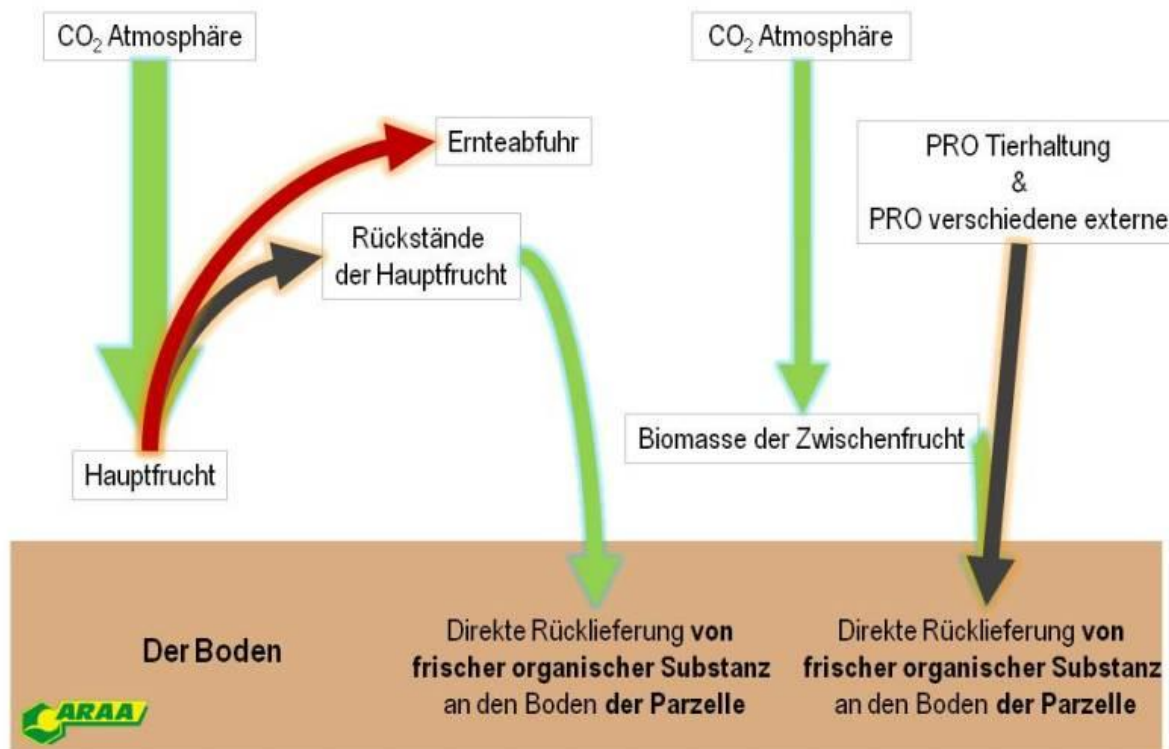 CO₂ Atmosphäre
CO₂ Atmosphäre
Ernteabfuhr
PRO Tierhaltung
&
PRO verschiedene externe
Rückstände
der Hauptfrucht
Hauptfrucht
Biomasse der Zwischenfrucht
Der Boden
Direkte Rücklieferung von
frischer organischer Substanz
an den Boden der Parzelle
Direkte Rücklieferung von
frischer organischer Substanz
an den Boden der Parzelle
ARAA